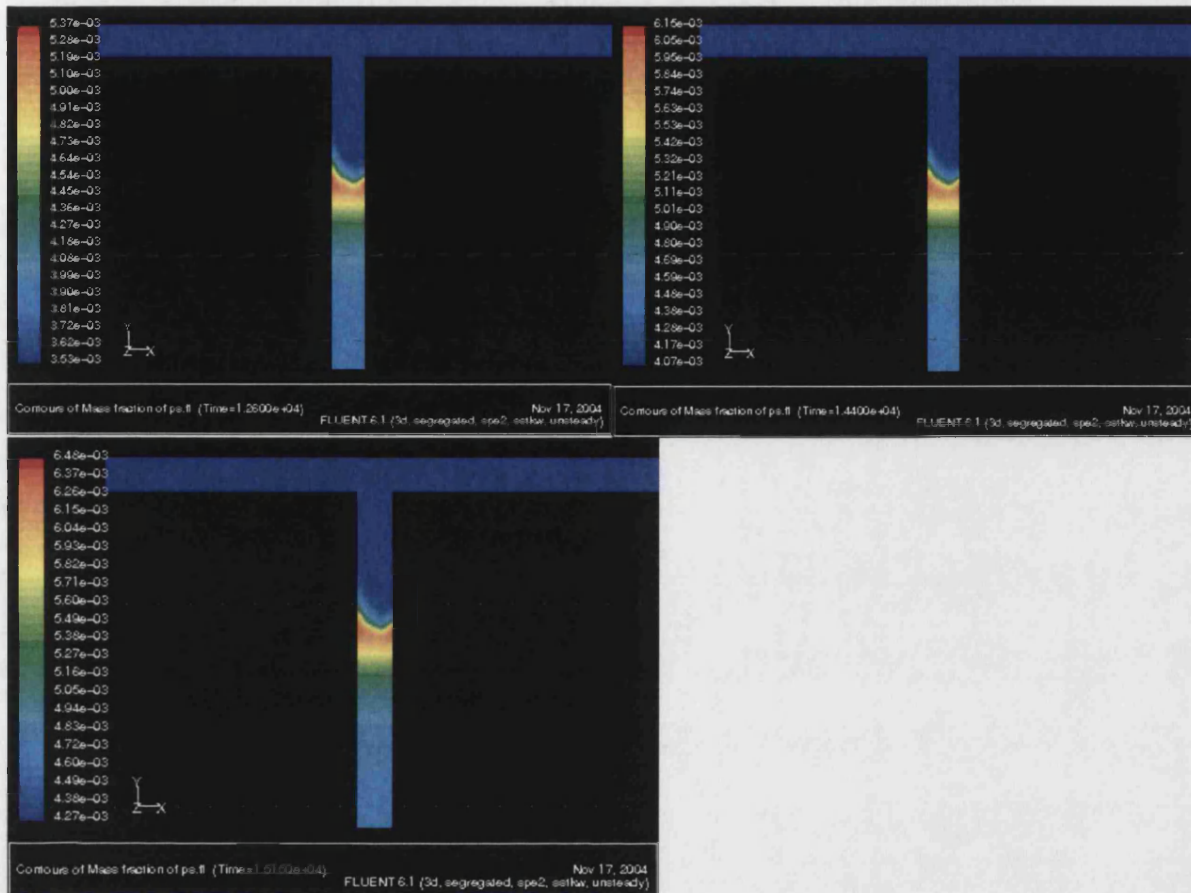 5.37e-03
5.28e-03
5.19e-03
5.10e-03
5.00e-03
4.91e-03
4.82e-03
4.73e-03
4.64e-03
4.54e-03
4.45e-03
4.36e-03
4.27e-03
4.18e-03
4.08e-03
3.99e-03
3.90e-03
3.81e-03
3.72e-03
3.62e-03
3.53e-03
Y
Z X
Contours of Mass fraction of ps.fl (Time=1.2600e+04) Nov 17, 2004
FLUENT 6.1 (3d, segregated, spe2, sstkw, unsteady)
6.15e-03
6.05e-03
5.95e-03
5.84e-03
5.74e-03
5.63e-03
5.53e-03
5.42e-03
5.32e-03
5.21e-03
5.11e-03
5.01e-03
4.90e-03
4.80e-03
4.69e-03
4.59e-03
4.48e-03
4.38e-03
4.28e-03
4.17e-03
4.07e-03
Y
Z X
Contours of Mass fraction of ps.fl (Time=1.4400e+04) Nov 17, 2004
FLUENT 6.1 (3d, segregated, spe2, sstkw, unsteady)
6.48e-03
6.37e-03
6.26e-03
6.15e-03
6.04e-03
5.93e-03
5.82e-03
5.71e-03
5.60e-03
5.49e-03
5.38e-03
5.27e-03
5.16e-03
5.05e-03
4.94e-03
4.83e-03
4.72e-03
4.60e-03
4.49e-03
4.38e-03
4.27e-03
Y
Z X
Contours of Mass fraction of ps.fl Nov 17, 2004
FLUENT 6.1 (3d, segregated, spe2, sstkw, unsteady)